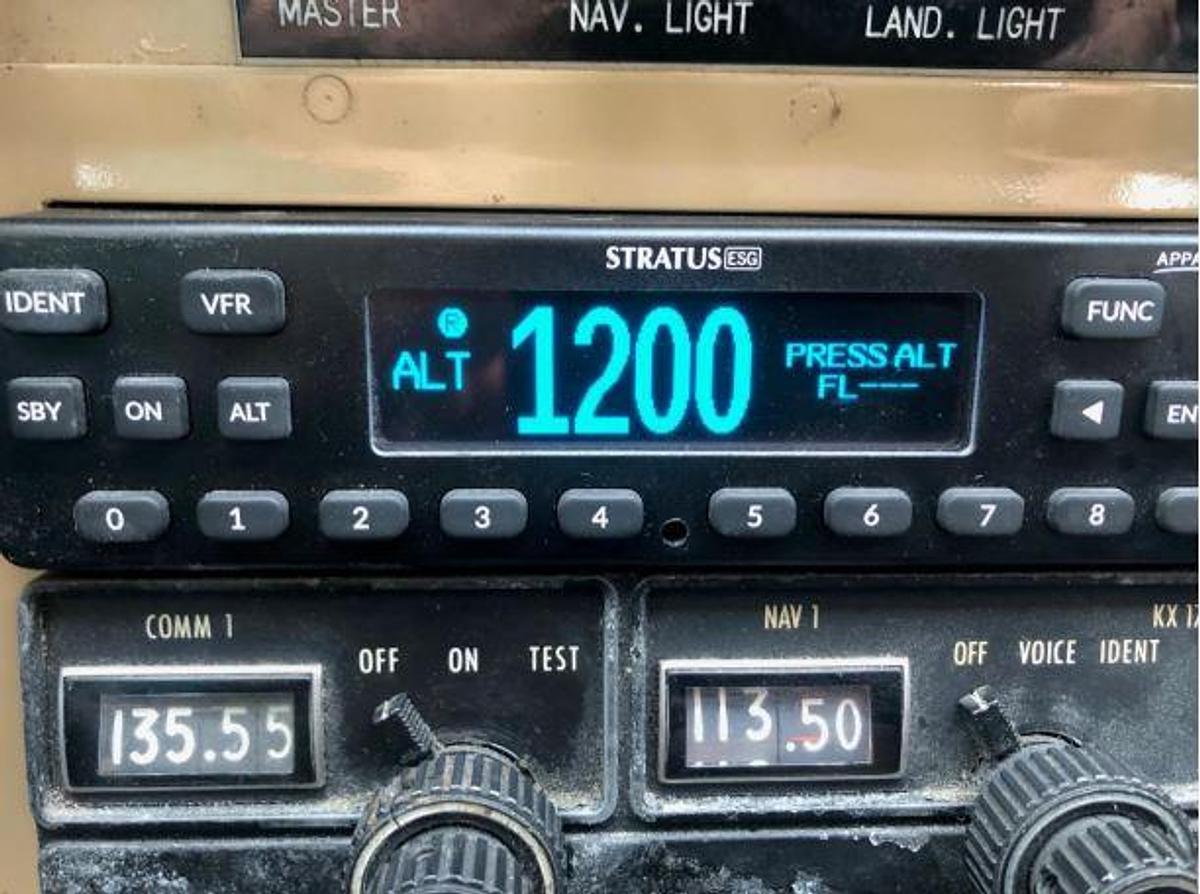 MASTER NAV. LIGHT LAND. LIGHT
STRATUS ESG
IDENT VFR
R
ALT 1200 PRESS ALT
FL---
FUNC
SBY ON ALT
0 1 2 3 4 5 6 7 8
COMM 1
OFF ON TEST
135.55
NAV 1
OFF VOICE IDENT
113.50